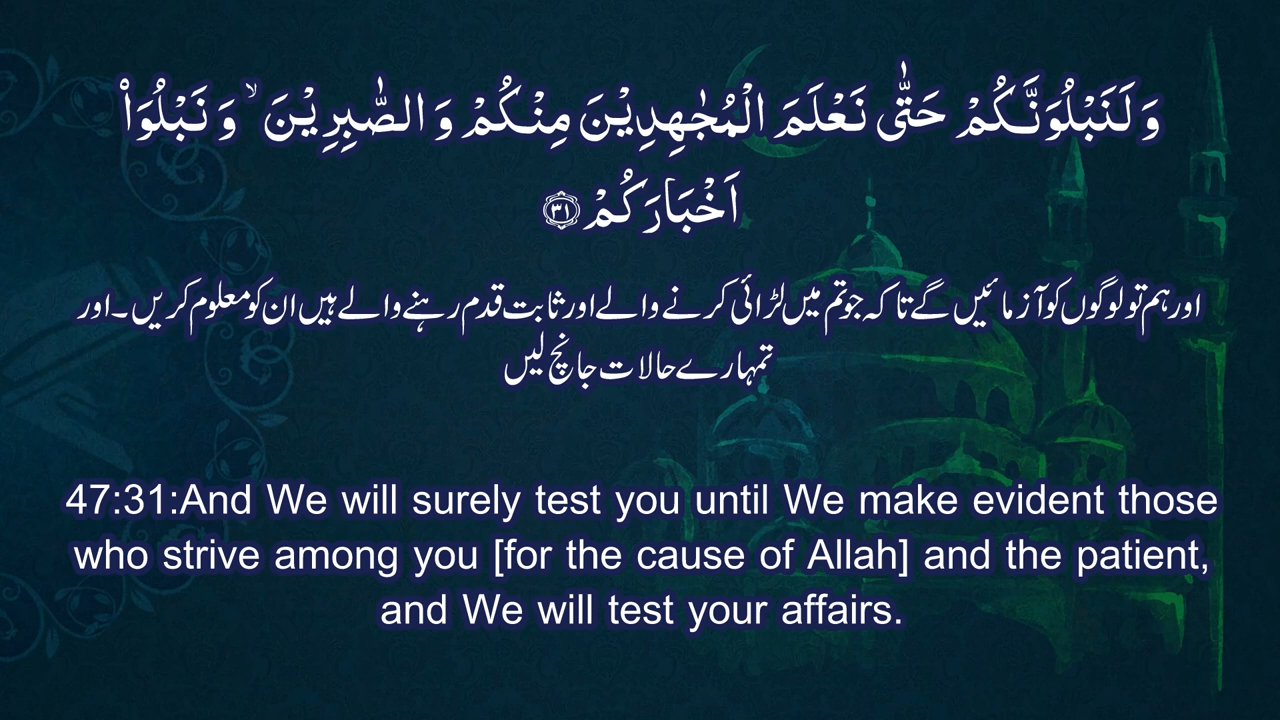 وَ لَنَبْلُوَنَّكُمْ حَتّٰى نَعْلَمَ الْمُجٰهِدِيْنَ مِنْكُمْ وَ الصّٰبِرِيْنَ ۙ وَ نَبْلُوَا۟
اَخْبَارَكُمْ ۝۳۱
اور ہم تو لوگوں کو آزمائیں گے تاکہ جو تم میں لڑائی کرنے والے اور ثابت قدم رہنے والے ہیں ان کو معلوم کریں۔ اور
تمہارے حالات جانچ لیں
47:31:And We will surely test you until We make evident those
who strive among you [for the cause of Allah] and the patient,
and We will test your affairs.